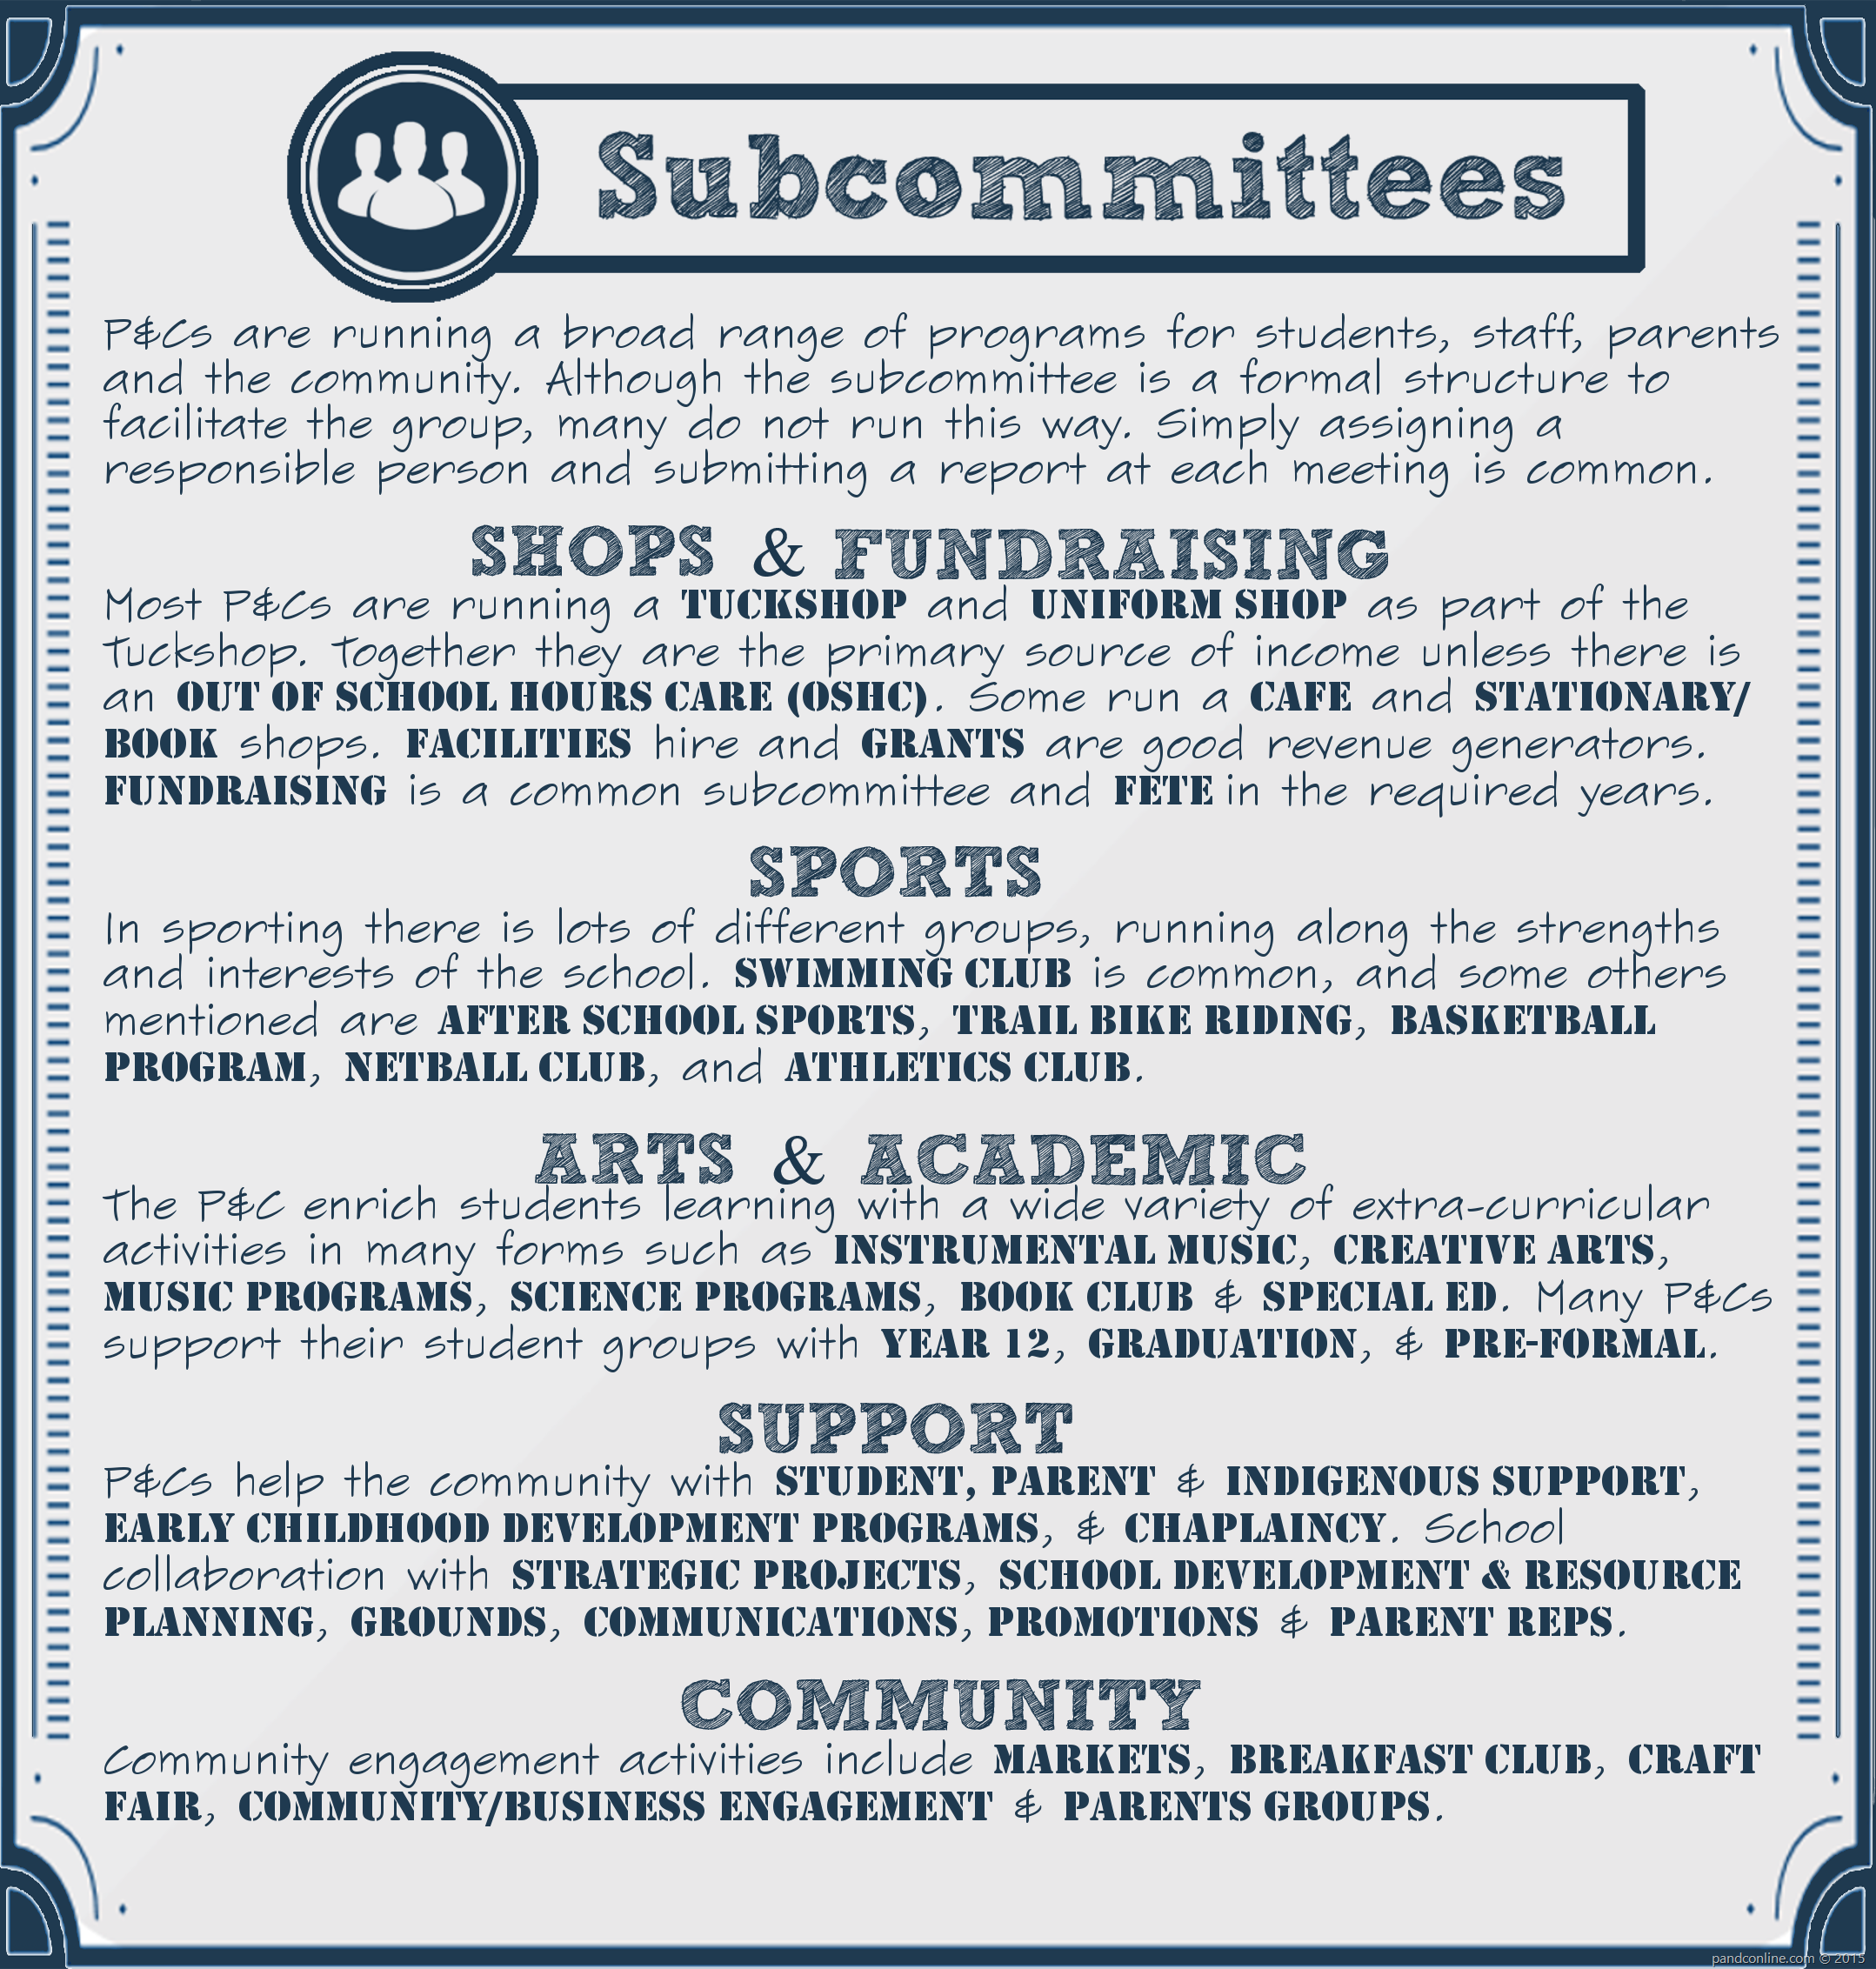 Subcommittees
P&Cs are running a broad range of programs for students, staff, parents
and the community. Although the subcommittee is a formal structure to
facilitate the group, many do not run this way. Simply assigning a
responsible person and submitting a report at each meeting is common.
SHOPS & FUNDRAISING
Most P&Cs are running a TUCKSHOP and UNIFORM SHOP as part of the
Tuckshop. Together they are the primary source of income unless there is
an OUT OF SCHOOL HOURS CARE (OSHC). Some run a CAFE and STATIONARY/
BOOK shops. FACILITIES hire and GRANTS are good revenue generators.
FUNDRAISING is a common subcommittee and FETE in the required years.
SPORTS
In sporting there is lots of different groups, running along the strengths
and interests of the school. SWIMMING CLUB is common, and some others
mentioned are AFTER SCHOOL SPORTS, TRAIL BIKE RIDING, BASKETBALL
PROGRAM, NETBALL CLUB, and ATHLETICS CLUB.
ARTS & ACADEMIC
The P&C enrich students learning with a wide variety of extra-curricular
activities in many forms such as INSTRUMENTAL MUSIC, CREATIVE ARTS,
MUSIC PROGRAMS, SCIENCE PROGRAMS, BOOK CLUB & SPECIAL ED. Many P&Cs
support their student groups with YEAR 12, GRADUATION, & PRE-FORMAL.
SUPPORT
P&Cs help the community with STUDENT, PARENT & INDIGENOUS SUPPORT,
EARLY CHILDHOOD DEVELOPMENT PROGRAMS, & CHAPLAINCY. School
collaboration with STRATEGIC PROJECTS, SCHOOL DEVELOPMENT & RESOURCE
PLANNING, GROUNDS, COMMUNICATIONS, PROMOTIONS & PARENT REPS.
COMMUNITY
Community engagement activities include MARKETS, BREAKFAST CLUB, CRAFT
FAIR, COMMUNITY/BUSINESS ENGAGEMENT & PARENTS GROUPS.
pandconline.com © 2015